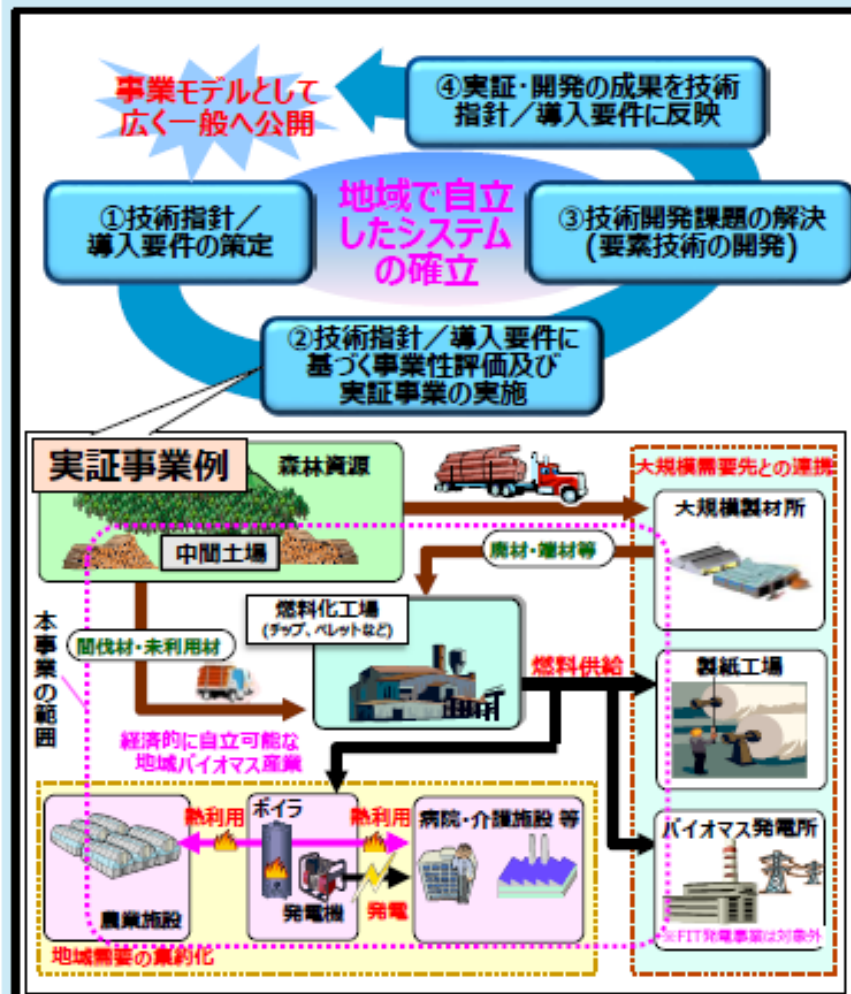 事業モデルとして
広く一般へ公開
④実証・開発の成果を技術
指針／導入要件に反映
①技術指針／
導入要件の策定
地域で自立
したシステム
の確立
③技術開発課題の解決
(要素技術の開発)
②技術指針／導入要件に
基づく事業性評価及び
実証事業の実施
実証事業例
森林資源
中間土場
大規模需要先との連携
大規模製材所
廃材・端材等
燃料化工場
(チップ、ペレットなど)
本事業の範囲
間伐材・未利用材
燃料供給
製紙工場
経済的に自立可能な
地域バイオマス産業
熱利用
ボイラ
熱利用
病院・介護施設 等
バイオマス発電所
農業施設
発電機
発電
※FIT発電事業は対象外
地域需要の集約化